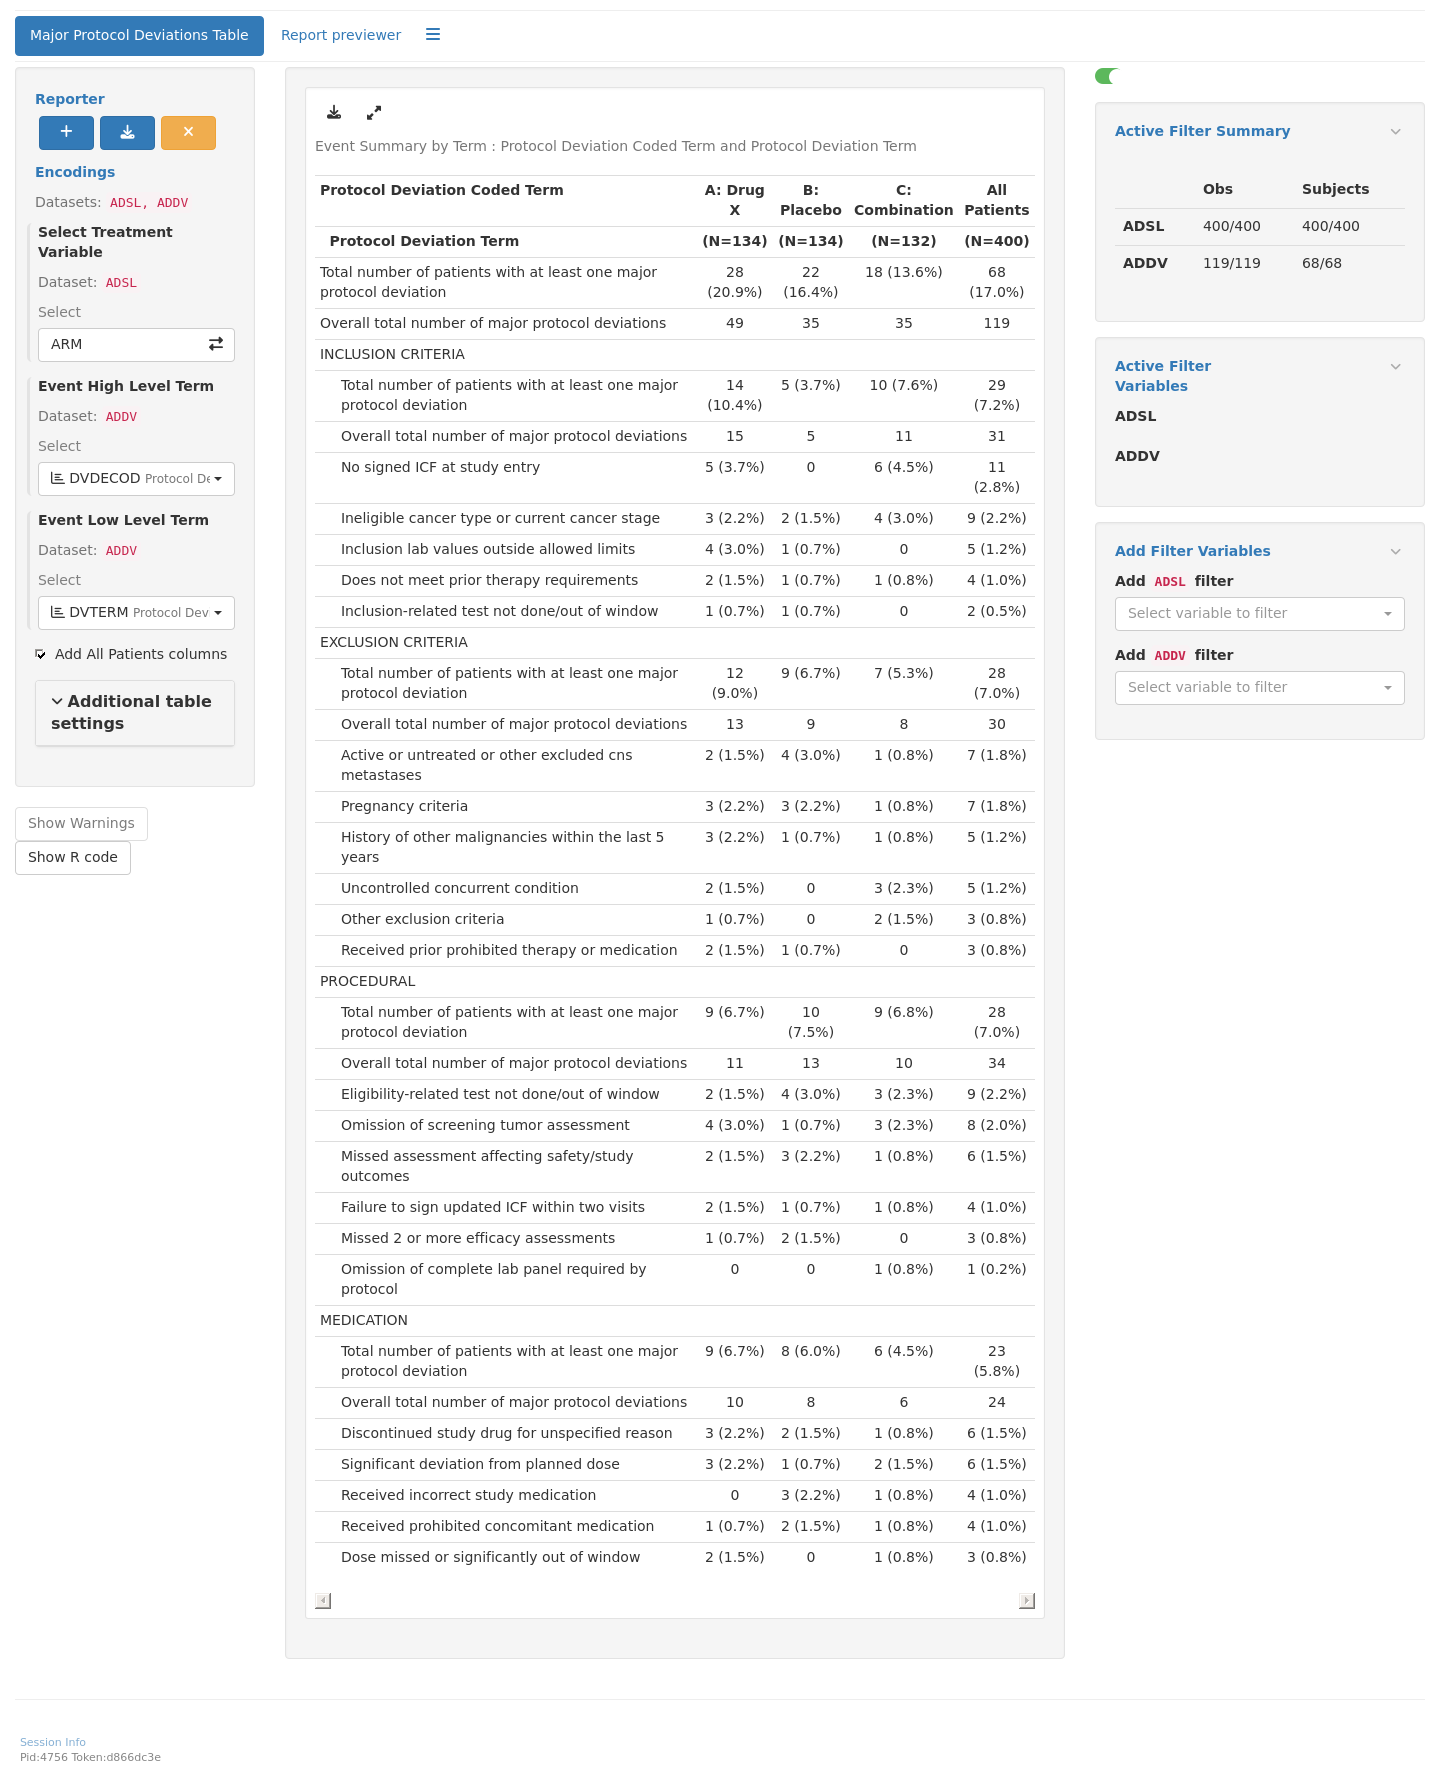 Major Protocol Deviations Table
Report previewer
Reporter
Encodings
Datasets: ADSL, ADDV
Select Treatment
Variable
Dataset: ADSL
Select
ARM
Event High Level Term
Dataset: ADDV
Select
DVDECOD Protocol De
Event Low Level Term
Dataset: ADDV
Select
DVTERM Protocol Dev
Add All Patients columns
Additional table
settings
Show Warnings
Show R code
Event Summary by Term : Protocol Deviation Coded Term and Protocol Deviation Term
Protocol Deviation Coded Term A: Drug B: C: All
X Placebo Combination Patients
Protocol Deviation Term (N=134) (N=134) (N=132) (N=400)
Total number of patients with at least one major 28 22 18 (13.6%) 68
protocol deviation (20.9%) (16.4%) (17.0%)
Overall total number of major protocol deviations 49 35 35 119
INCLUSION CRITERIA
Total number of patients with at least one major 14 5 (3.7%) 10 (7.6%) 29
protocol deviation (10.4%) (7.2%)
Overall total number of major protocol deviations 15 5 11 31
No signed ICF at study entry 5 (3.7%) 0 6 (4.5%) 11
(2.8%)
Ineligible cancer type or current cancer stage 3 (2.2%) 2 (1.5%) 4 (3.0%) 9 (2.2%)
Inclusion lab values outside allowed limits 4 (3.0%) 1 (0.7%) 0 5 (1.2%)
Does not meet prior therapy requirements 2 (1.5%) 1 (0.7%) 1 (0.8%) 4 (1.0%)
Inclusion-related test not done/out of window 1 (0.7%) 1 (0.7%) 0 2 (0.5%)
EXCLUSION CRITERIA
Total number of patients with at least one major 12 9 (6.7%) 7 (5.3%) 28
protocol deviation (9.0%) (7.0%)
Overall total number of major protocol deviations 13 9 8 30
Active or untreated or other excluded cns 2 (1.5%) 4 (3.0%) 1 (0.8%) 7 (1.8%)
metastases
Pregnancy criteria 3 (2.2%) 3 (2.2%) 1 (0.8%) 7 (1.8%)
History of other malignancies within the last 5 3 (2.2%) 1 (0.7%) 1 (0.8%) 5 (1.2%)
years
Uncontrolled concurrent condition 2 (1.5%) 0 3 (2.3%) 5 (1.2%)
Other exclusion criteria 1 (0.7%) 0 2 (1.5%) 3 (0.8%)
Received prior prohibited therapy or medication 2 (1.5%) 1 (0.7%) 0 3 (0.8%)
PROCEDURAL
Total number of patients with at least one major 9 (6.7%) 10 9 (6.8%) 28
protocol deviation (7.5%) (7.0%)
Overall total number of major protocol deviations 11 13 10 34
Eligibility-related test not done/out of window 2 (1.5%) 4 (3.0%) 3 (2.3%) 9 (2.2%)
Omission of screening tumor assessment 4 (3.0%) 1 (0.7%) 3 (2.3%) 8 (2.0%)
Missed assessment affecting safety/study 2 (1.5%) 3 (2.2%) 1 (0.8%) 6 (1.5%)
outcomes
Failure to sign updated ICF within two visits 2 (1.5%) 1 (0.7%) 1 (0.8%) 4 (1.0%)
Missed 2 or more efficacy assessments 1 (0.7%) 2 (1.5%) 0 3 (0.8%)
Omission of complete lab panel required by 0 0 1 (0.8%) 1 (0.2%)
protocol
MEDICATION
Total number of patients with at least one major 9 (6.7%) 8 (6.0%) 6 (4.5%) 23
protocol deviation (5.8%)
Overall total number of major protocol deviations 10 8 6 24
Discontinued study drug for unspecified reason 3 (2.2%) 2 (1.5%) 1 (0.8%) 6 (1.5%)
Significant deviation from planned dose 3 (2.2%) 1 (0.7%) 2 (1.5%) 6 (1.5%)
Received incorrect study medication 0 3 (2.2%) 1 (0.8%) 4 (1.0%)
Received prohibited concomitant medication 1 (0.7%) 2 (1.5%) 1 (0.8%) 4 (1.0%)
Dose missed or significantly out of window 2 (1.5%) 0 1 (0.8%) 3 (0.8%)
Active Filter Summary
Obs Subjects
ADSL 400/400 400/400
ADDV 119/119 68/68
Active Filter
Variables
ADSL
ADDV
Add Filter Variables
Add ADSL filter
Select variable to filter
Add ADDV filter
Select variable to filter
Session Info
Pid:4756 Token:d866dc3e